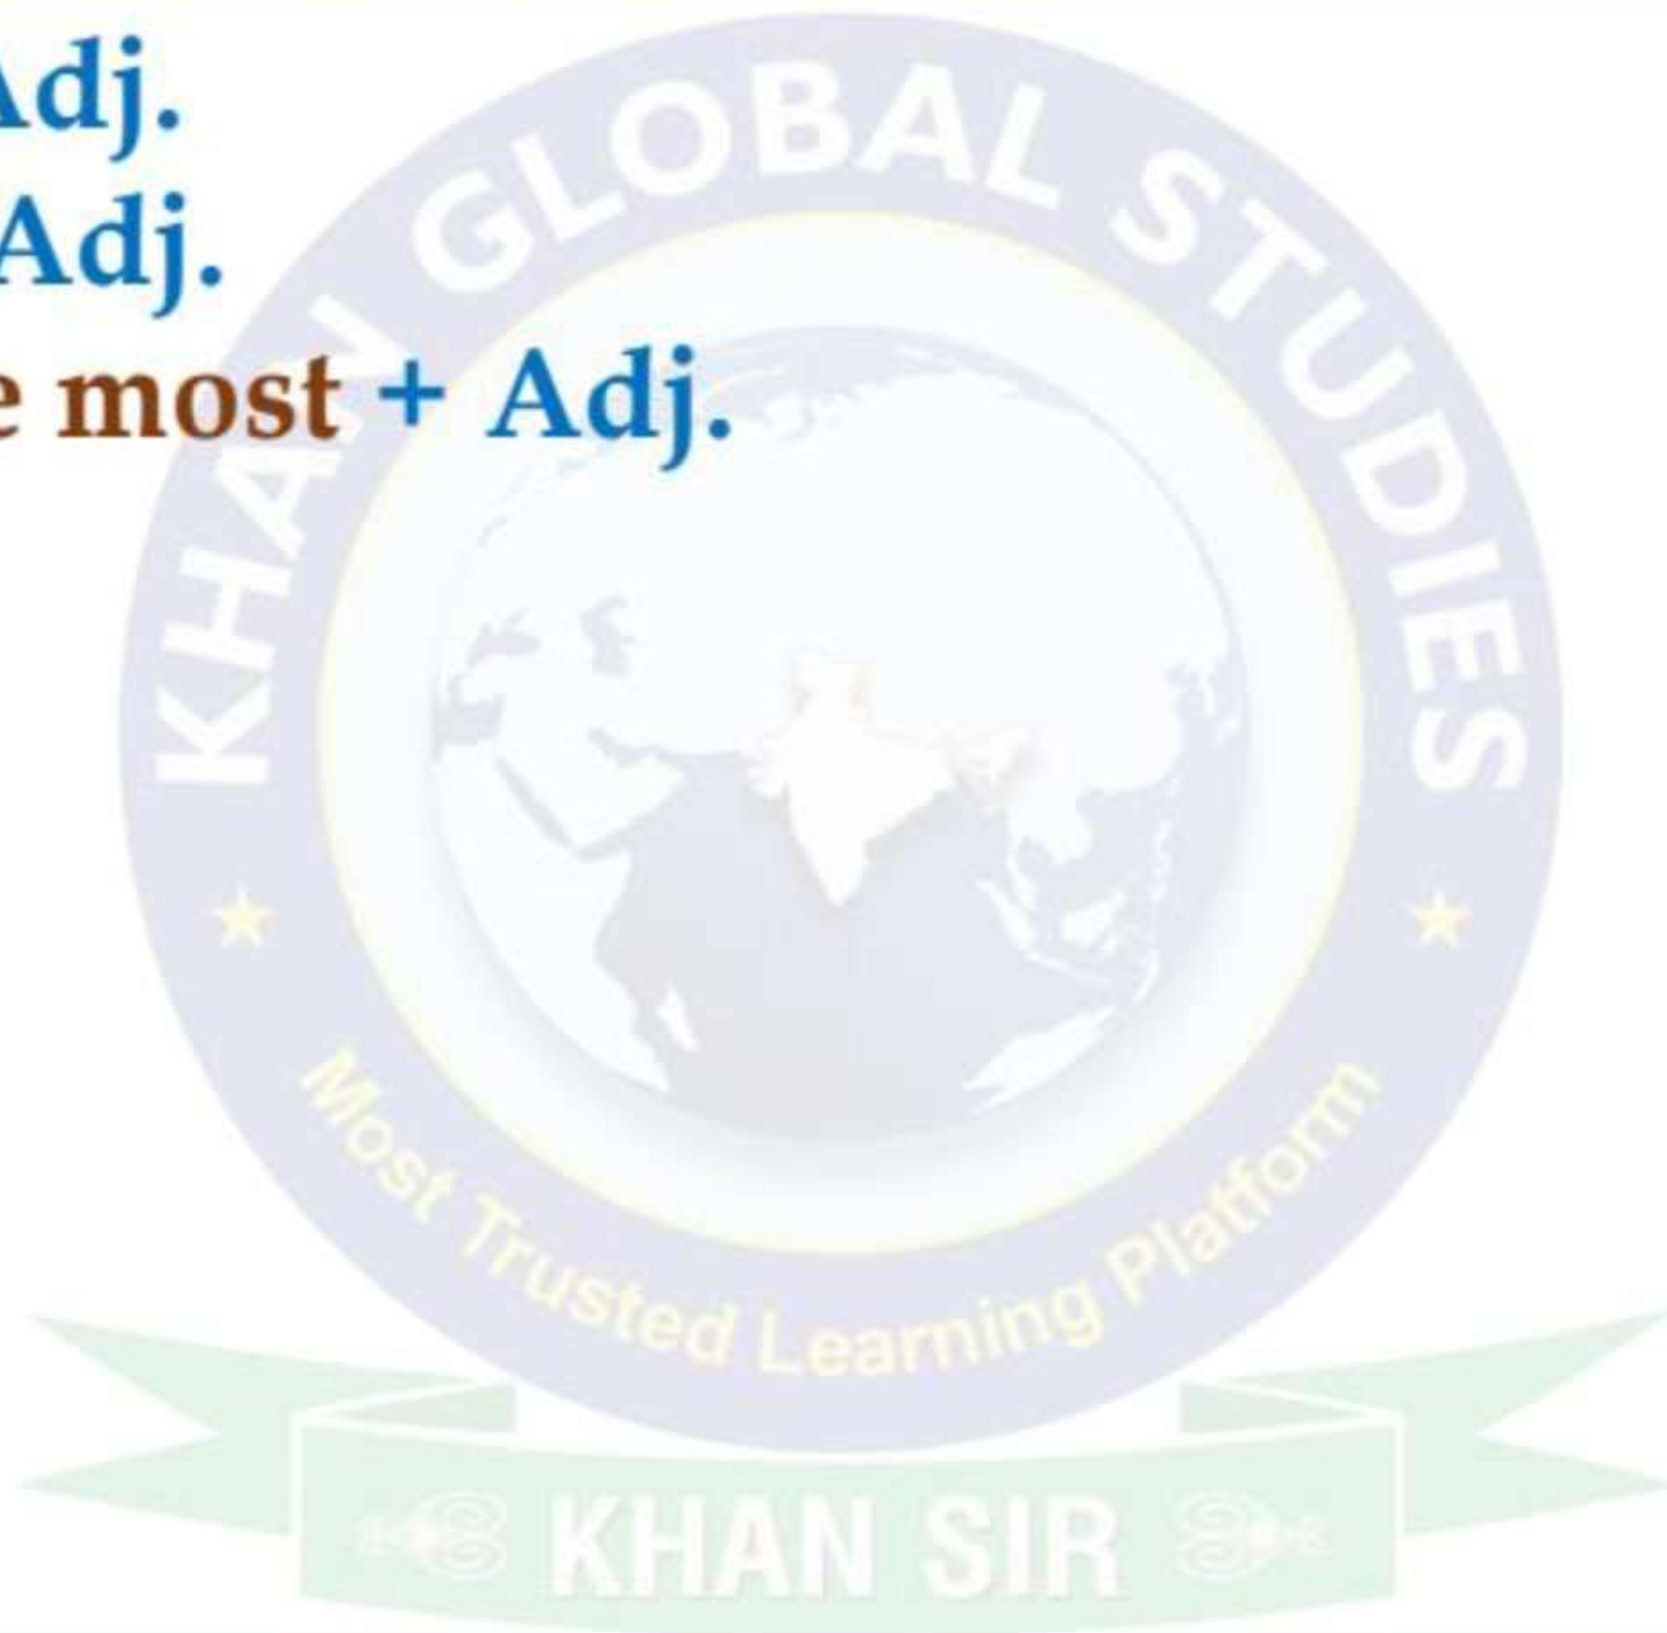 Adj.
Adj.
e most + Adj.
KHAN GLOBAL STUDIES
Most Trusted Learning Platform
KHAN SIR